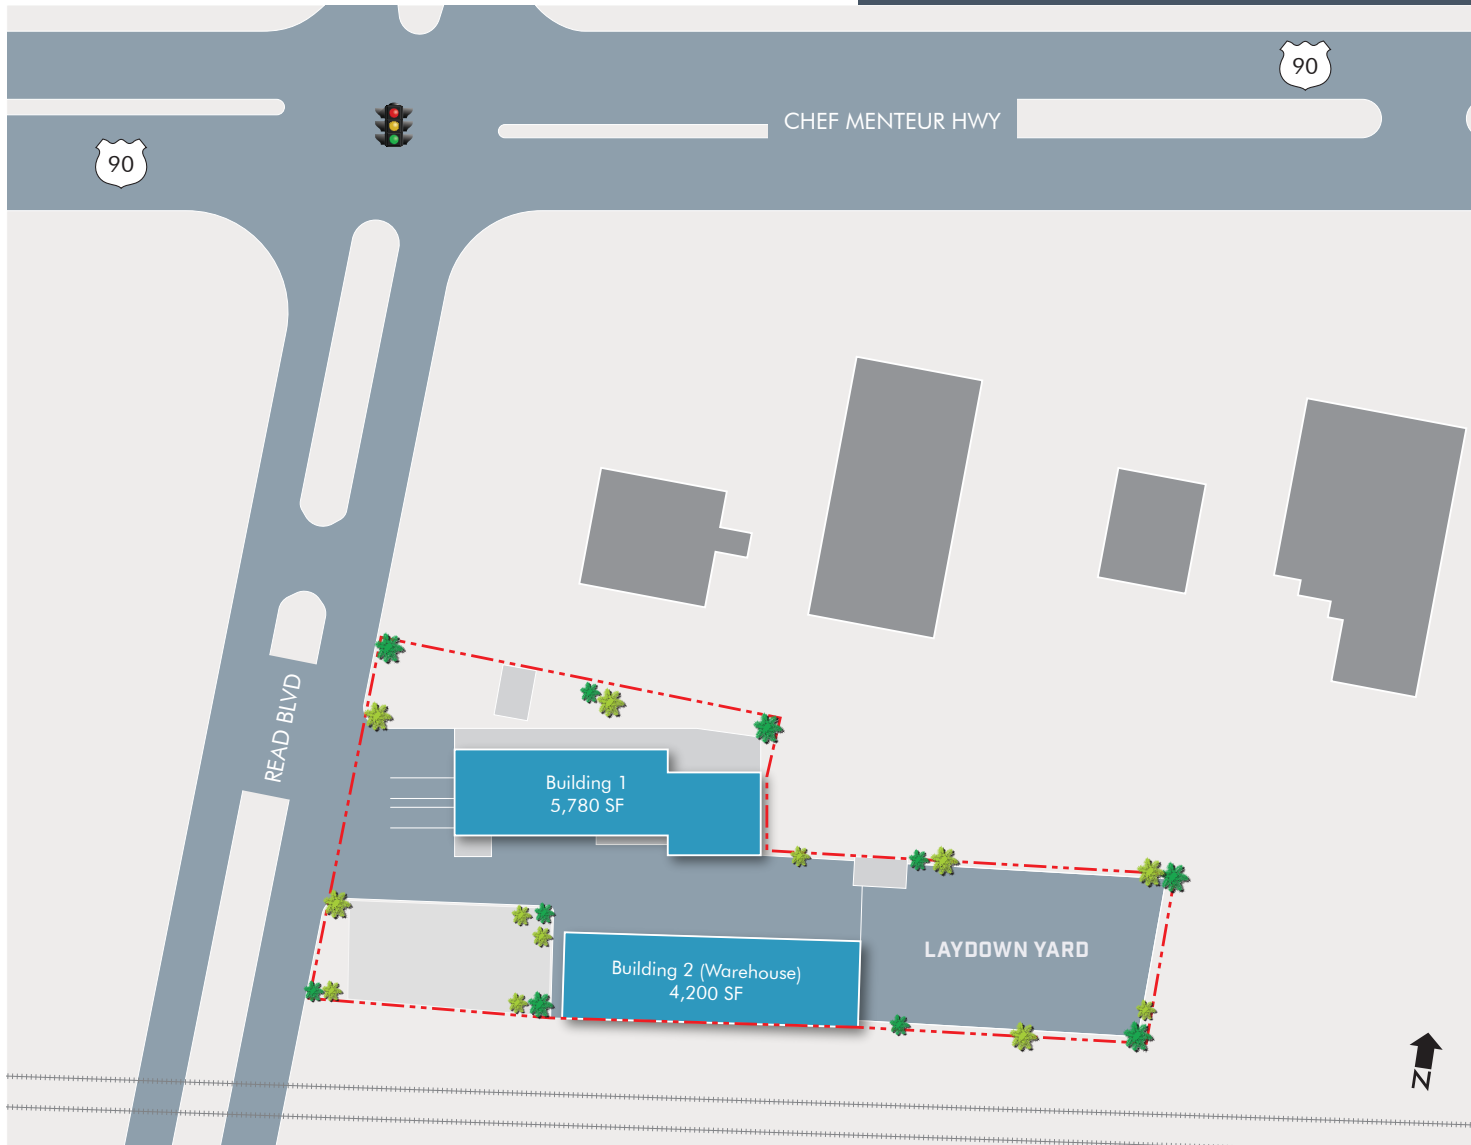 90
CHEF MENTEUR HWY
90
READ BLVD
Building 1
5,780 SF
LAYDOWN YARD
Building 2 (Warehouse)
4,200 SF
N